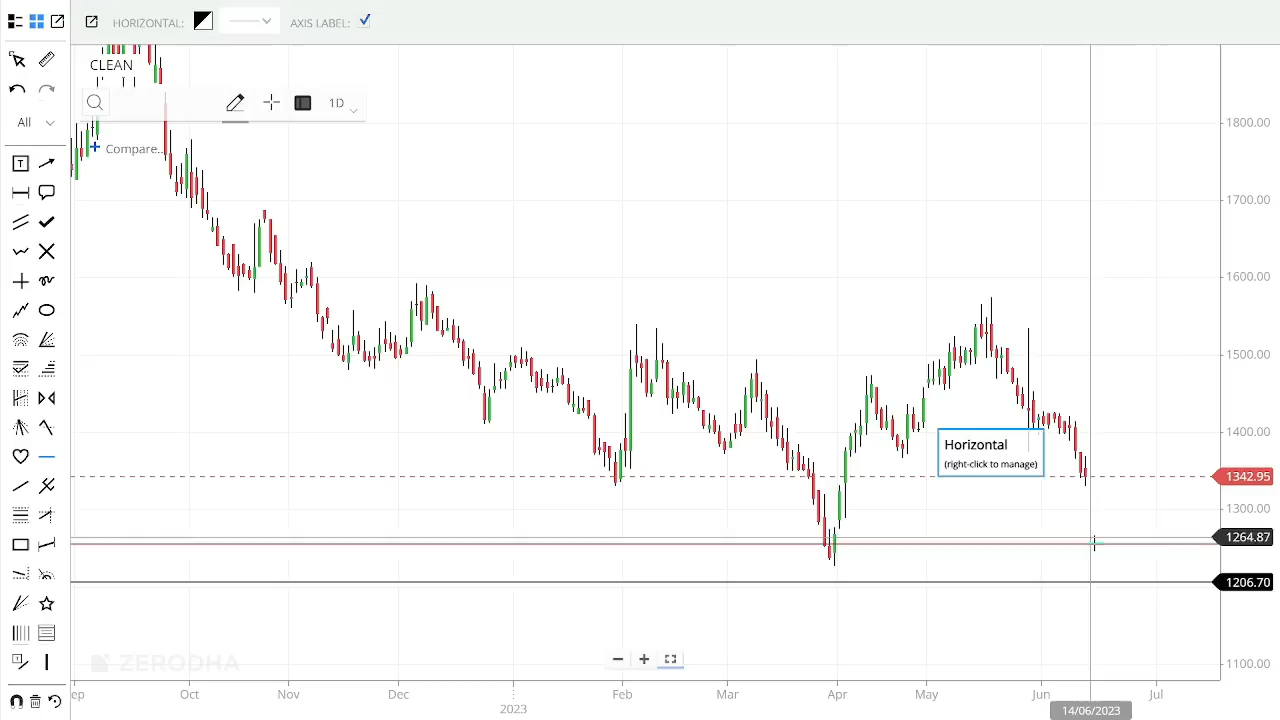 HORIZONTAL:
AXIS LABEL:
CLEAN
1D
All
Compare...
T
1800.00
1700.00
1600.00
1500.00
1400.00
Horizontal
(right-click to manage)
1342.95
1300.00
1264.87
1206.70
ZERODHA
1100.00
ep Oct Nov Dec Feb Mar Apr May Jun Jul
2023
14/06/2023